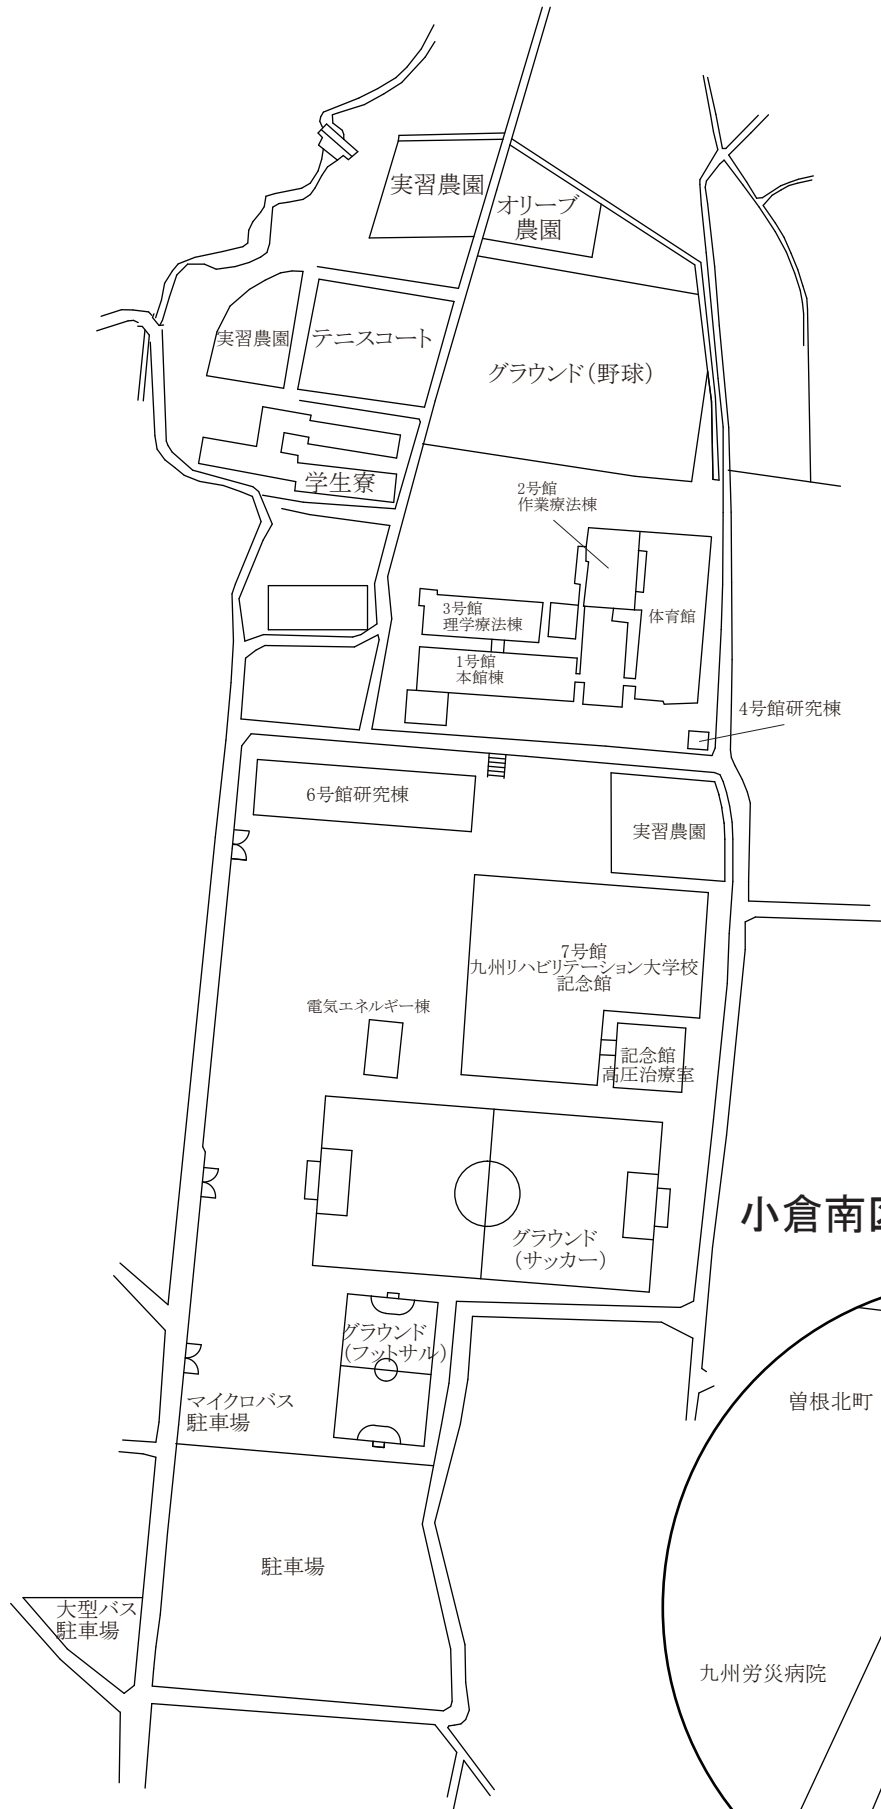 実習農園
オリーブ
農園
実習農園
テニスコート
グラウンド（野球）
学生寮
2号館
作業療法棟
3号館
理学療法棟
体育館
1号館
本館棟
4号館研究棟
6号館研究棟
実習農園
7号館
九州リハビリテーション大学校
記念館
電気エネルギー棟
記念館
高圧治療室
グラウンド
（サッカー）
小倉南区
グラウンド
（フットサル）
マイクロバス
駐車場
曽根北町
駐車場
大型バス
駐車場
九州労災病院